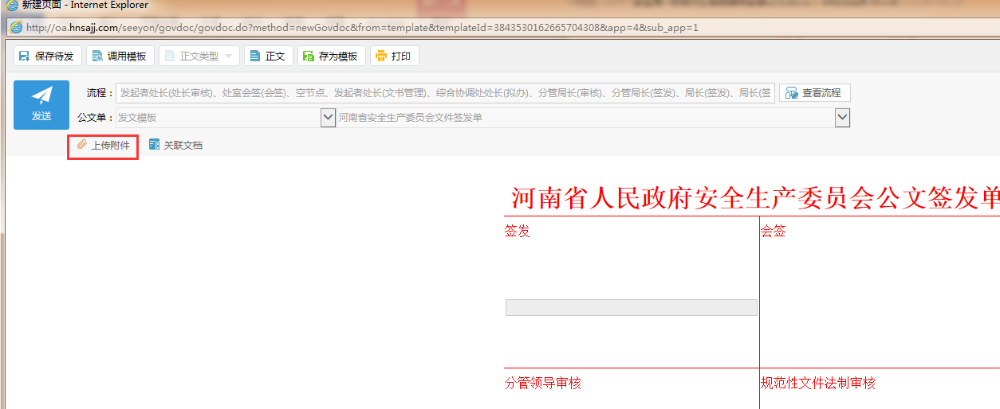 新建页面 - Internet Explorer
http://oa.hnsajj.com/seeyon/govdoc/govdoc.do?method=newGovdoc&from=template&templateId=3843530162665704308&app=4&sub_app=1
保存待发 调用模板 正文类型 正文 存为模板 打印
发送
流程： 发起者处长(处长审核)、处室会签(会签)、空节点、发起者处长(文书管理)、综合协调处处长(拟办)、分管局长(审核)、分管局长(签发)、局长(签发)、局长(签 查看流程
公文单： 发文模板 河南省安全生产委员会文件签发单
上传附件 关联文档
河南省人民政府安全生产委员会公文签发单
签发 会签
分管领导审核 规范性文件法制审核